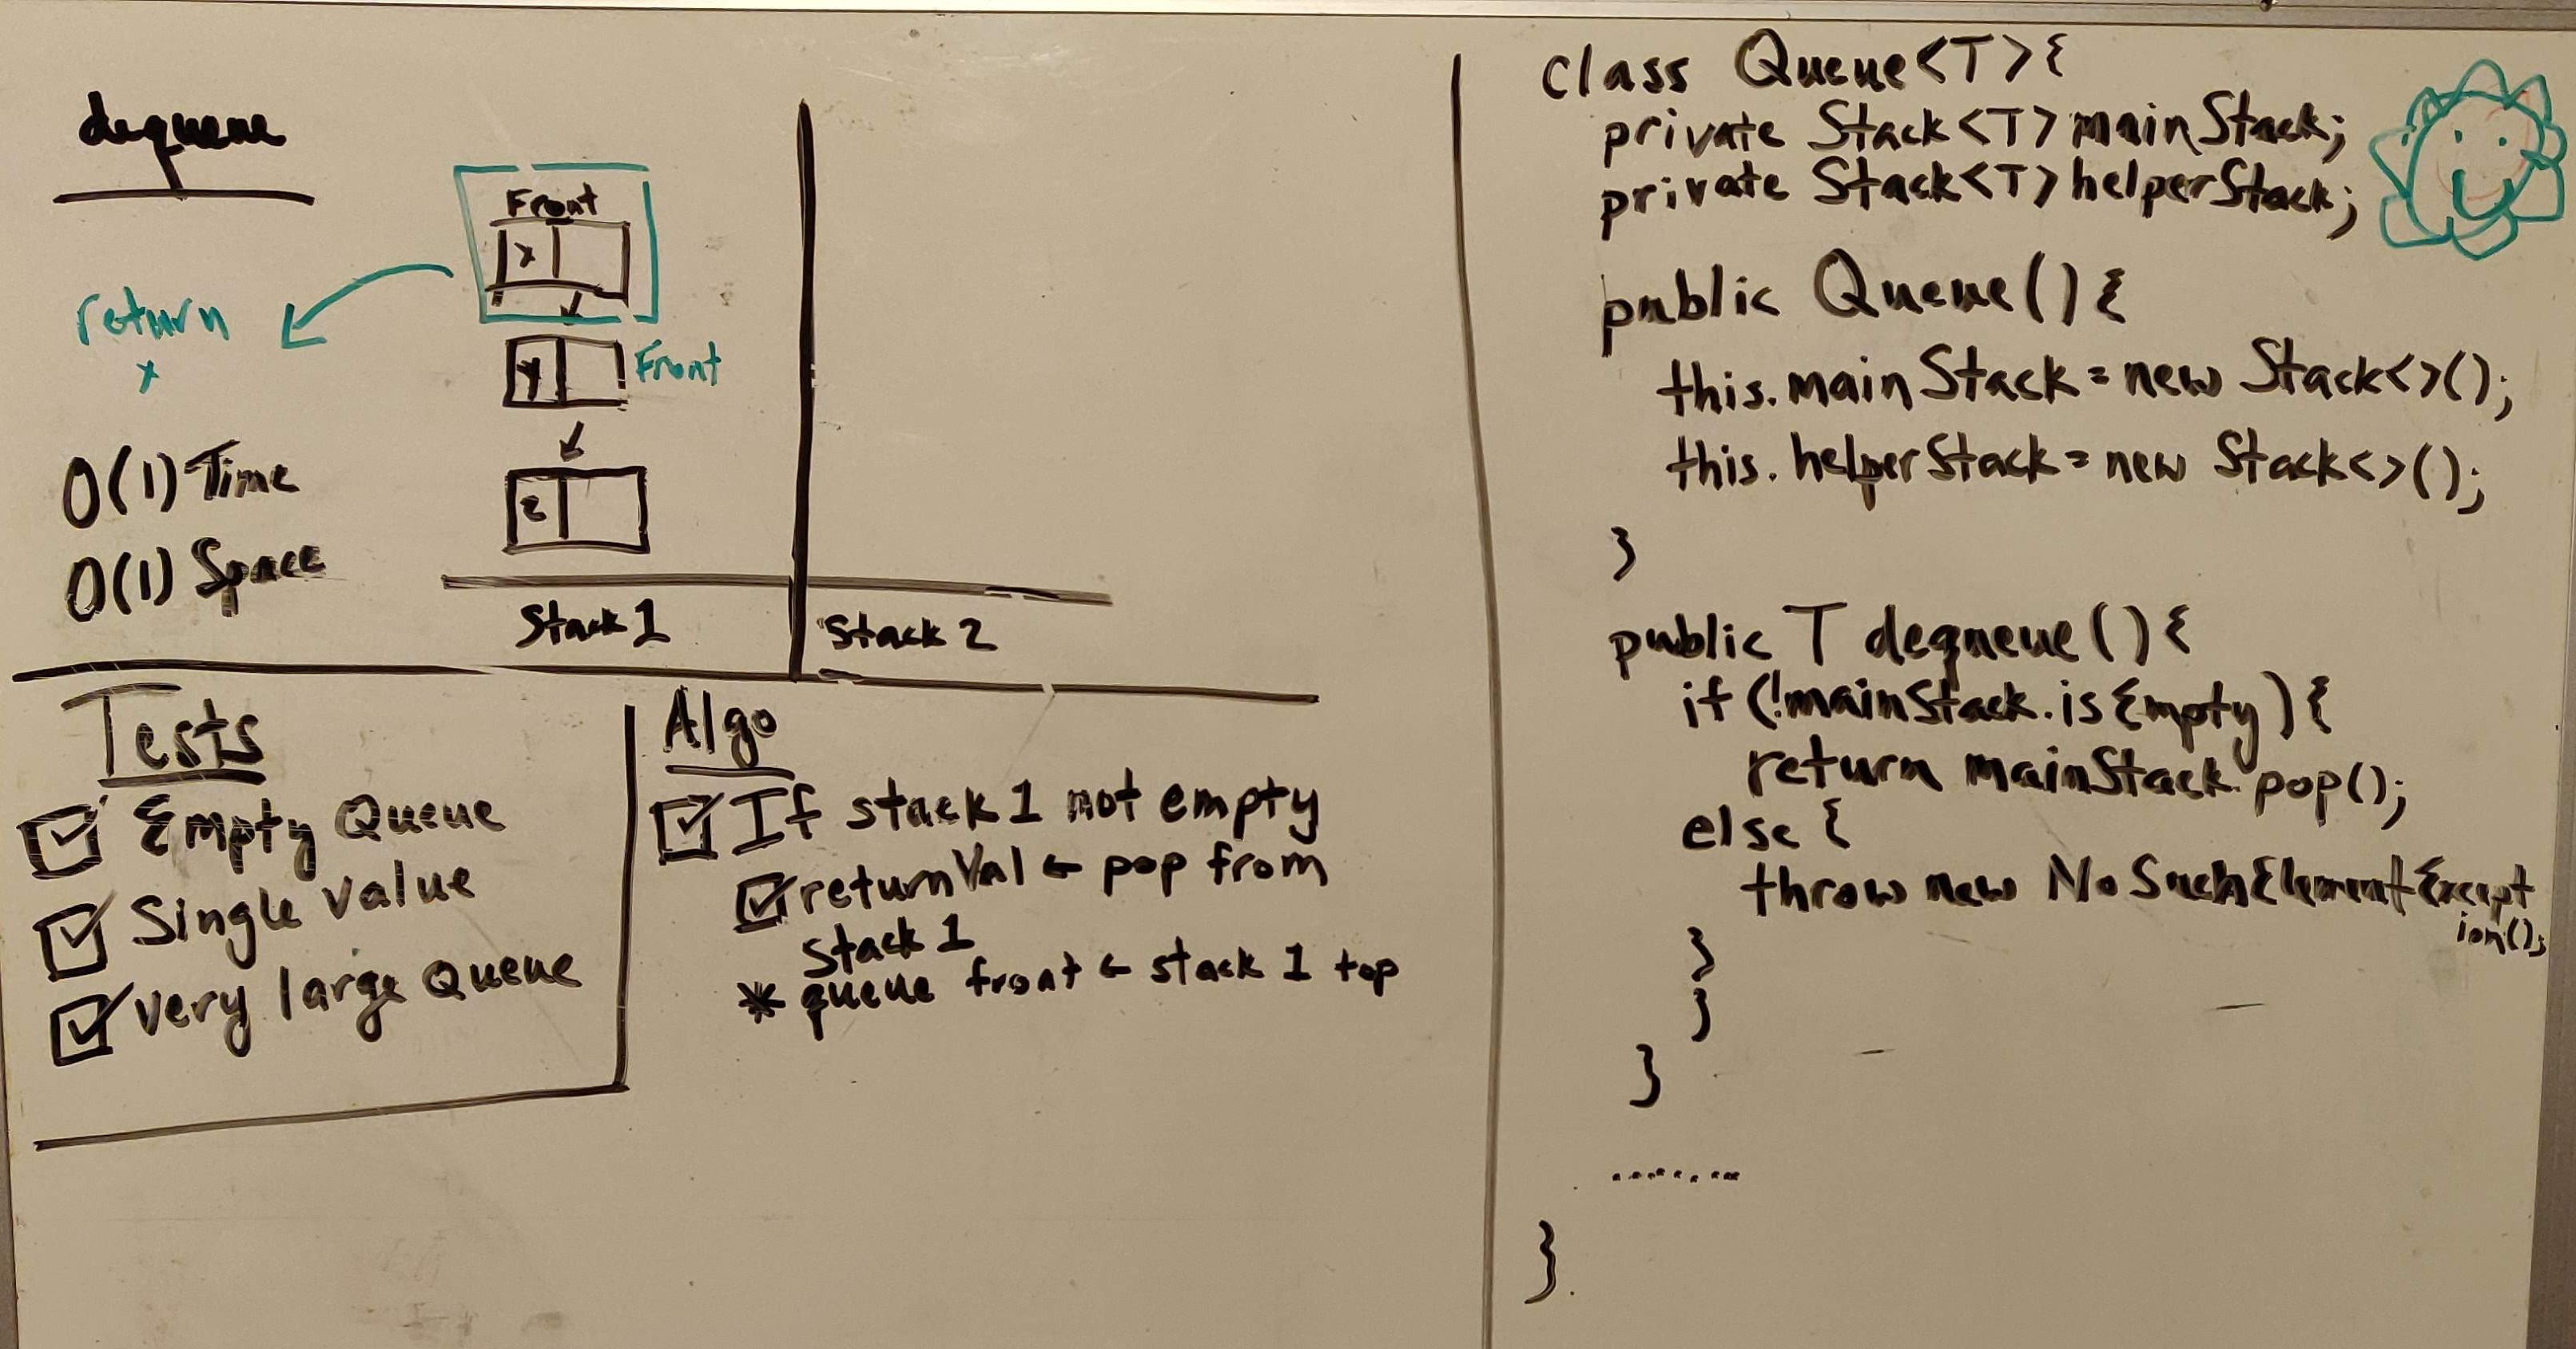 dequeue
Front
x
return
x
y
Front
O(1) Time
z
O(1) Space
Stack 1
Stack 2
Tests
Empty Queue
Single value
very large Queue
Algo
If stack 1 not empty
returnVal ← pop from
Stack 1
* queue front ← stack 1 top
class Queue<T>{
private Stack<T> mainStack;
private Stack<T> helperStack;
public Queue(){
this.mainStack = new Stack<>();
this.helperStack = new Stack<>();
}
public T dequeue(){
if (!mainStack.isEmpty){
return mainStack.pop();
else {
throw new NoSuchElementExcept
ion();
}
}
}
........
}